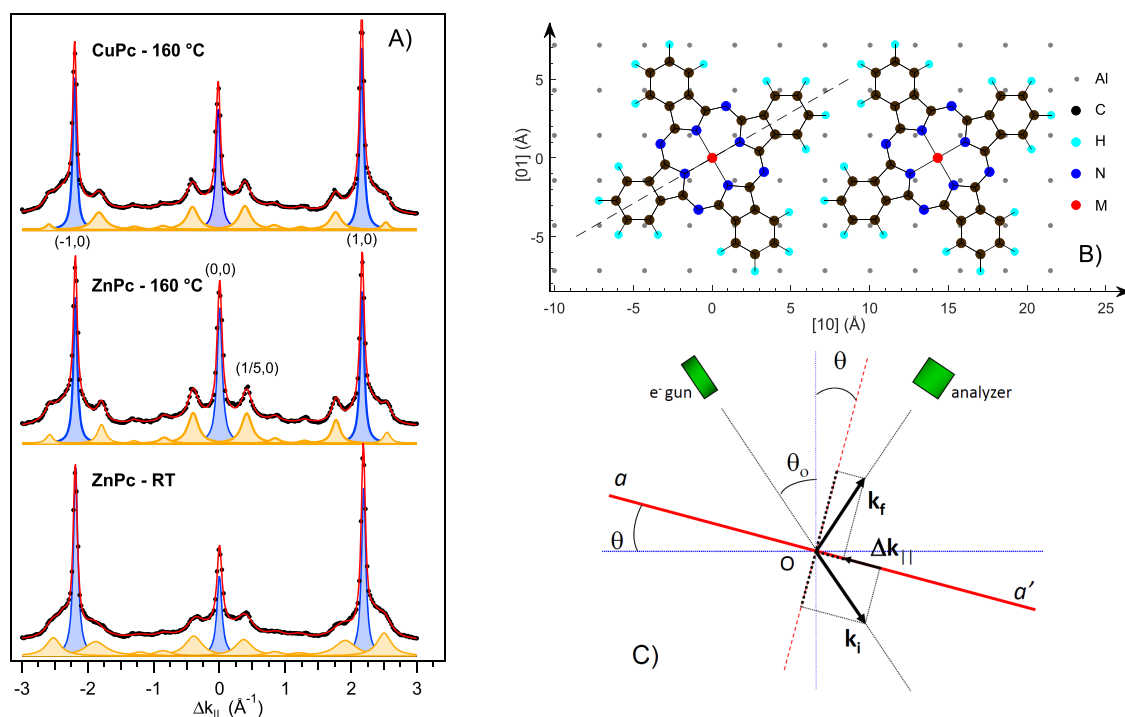 A)
CuPc - 160 °C
(-1,0)
(1,0)
ZnPc - 160 °C
(0,0)
(1/5,0)
ZnPc - RT
-3 -2 -1 0 1 2 3
Δk|| (Å-1)
B)
[01] (Å)
5
0
-5
-10 -5 0 5 10 15 20 25
[10] (Å)
Al
C
H
N
M
C)
e- gun
analyzer
θ
θo
a
θ
kf
Δk||
O
a'
ki